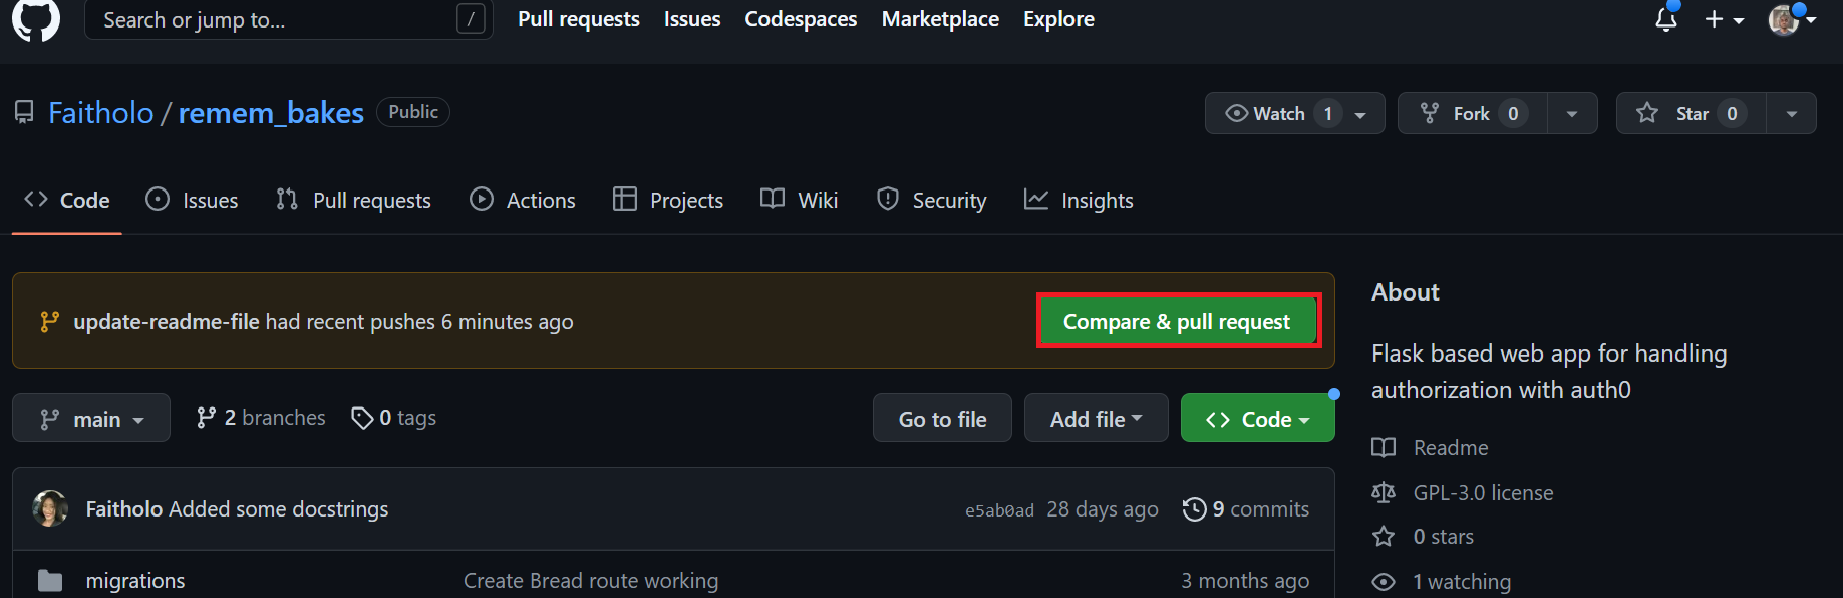 Search or jump to... / Pull requests Issues Codespaces Marketplace Explore
Faitholo / remem_bakes Public Watch 1 Fork 0 Star 0
<> Code Issues Pull requests Actions Projects Wiki Security Insights
update-readme-file had recent pushes 6 minutes ago Compare & pull request
main 2 branches 0 tags Go to file Add file <> Code
Faitholo Added some docstrings e5ab0ad 28 days ago 9 commits
migrations Create Bread route working 3 months ago
About
Flask based web app for handling
authorization with auth0
Readme
GPL-3.0 license
0 stars
1 watching